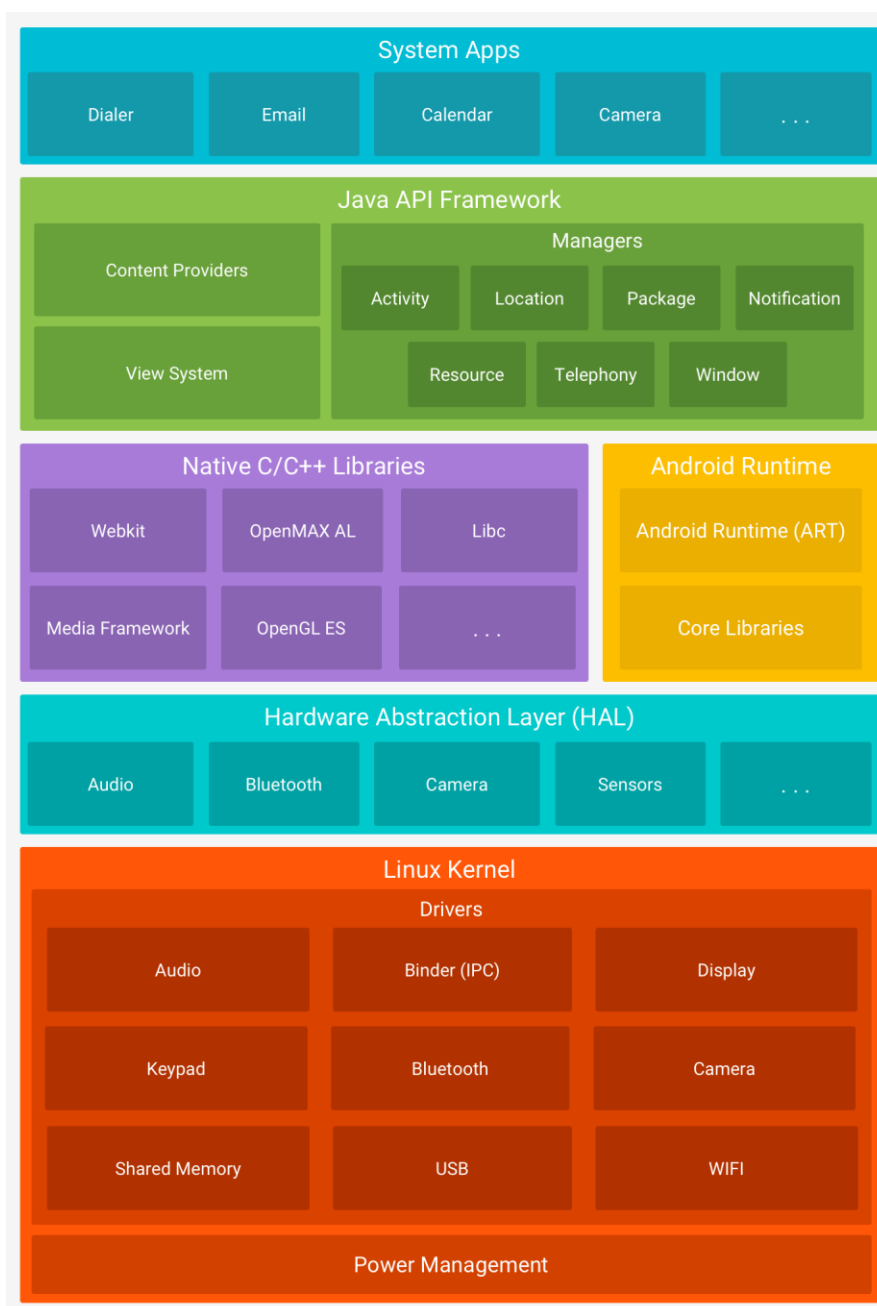 System Apps
Dialer
Email
Calendar
Camera
. . .
Java API Framework
Content Providers
View System
Managers
Activity
Location
Package
Notification
Resource
Telephony
Window
Native C/C++ Libraries
Webkit
OpenMAX AL
Libc
Media Framework
OpenGL ES
. . .
Android Runtime
Android Runtime (ART)
Core Libraries
Hardware Abstraction Layer (HAL)
Audio
Bluetooth
Camera
Sensors
. . .
Linux Kernel
Drivers
Audio
Binder (IPC)
Display
Keypad
Bluetooth
Camera
Shared Memory
USB
WIFI
Power Management